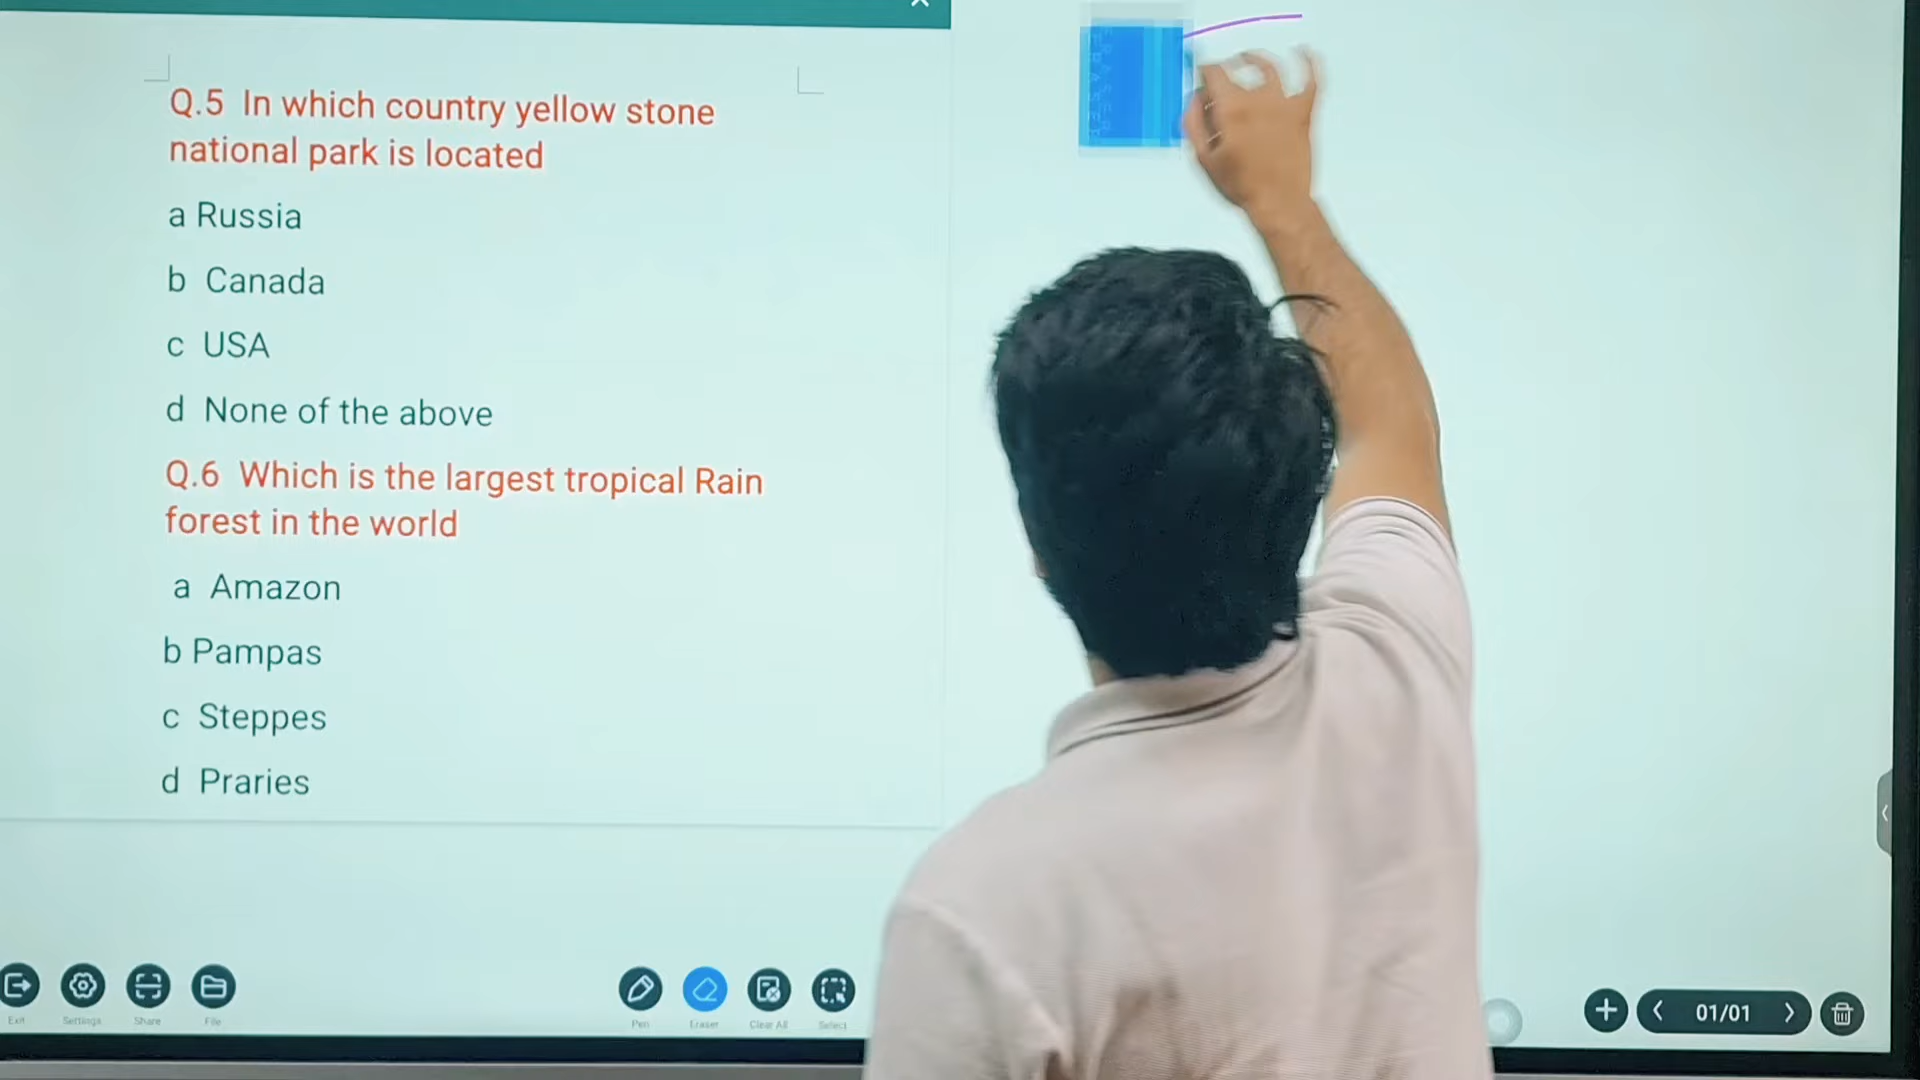 Q.5 In which country yellow stone
national park is located
a Russia
b Canada
c USA
d None of the above
Q.6 Which is the largest tropical Rain
forest in the world
a Amazon
b Pampas
c Steppes
d Praries
Exit Settings Share File Pen Eraser Clear All Select
01/01